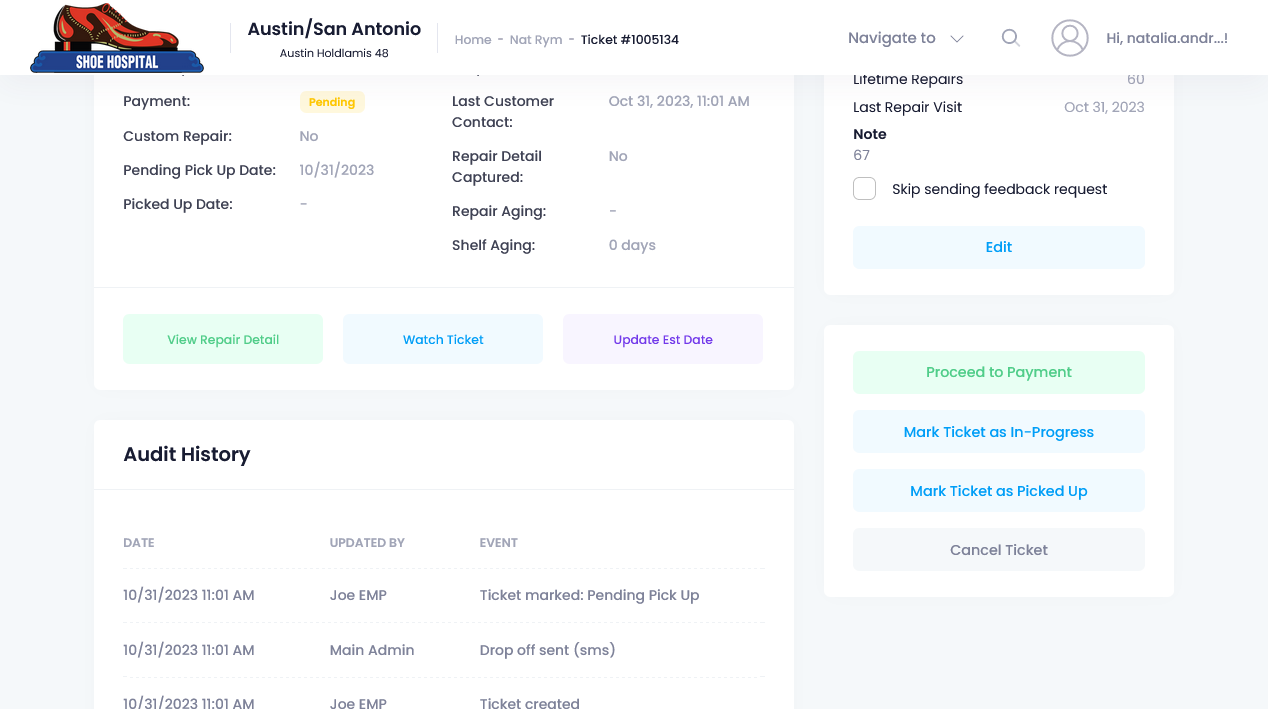 SHOE HOSPITAL
Austin/San Antonio
Austin Holdlamis 48
Home - Nat Rym - Ticket #1005134
Navigate to
Hi, natalia.andr...!
Payment: Pending
Custom Repair: No
Pending Pick Up Date: 10/31/2023
Picked Up Date: -
Last Customer Contact: Oct 31, 2023, 11:01 AM
Repair Detail Captured: No
Repair Aging: -
Shelf Aging: 0 days
View Repair Detail
Watch Ticket
Update Est Date
Lifetime Repairs 60
Last Repair Visit Oct 31, 2023
Note
67
Skip sending feedback request
Edit
Proceed to Payment
Mark Ticket as In-Progress
Mark Ticket as Picked Up
Cancel Ticket
Audit History
DATE UPDATED BY EVENT
10/31/2023 11:01 AM Joe EMP Ticket marked: Pending Pick Up
10/31/2023 11:01 AM Main Admin Drop off sent (sms)
10/31/2023 11:01 AM Joe EMP Ticket created